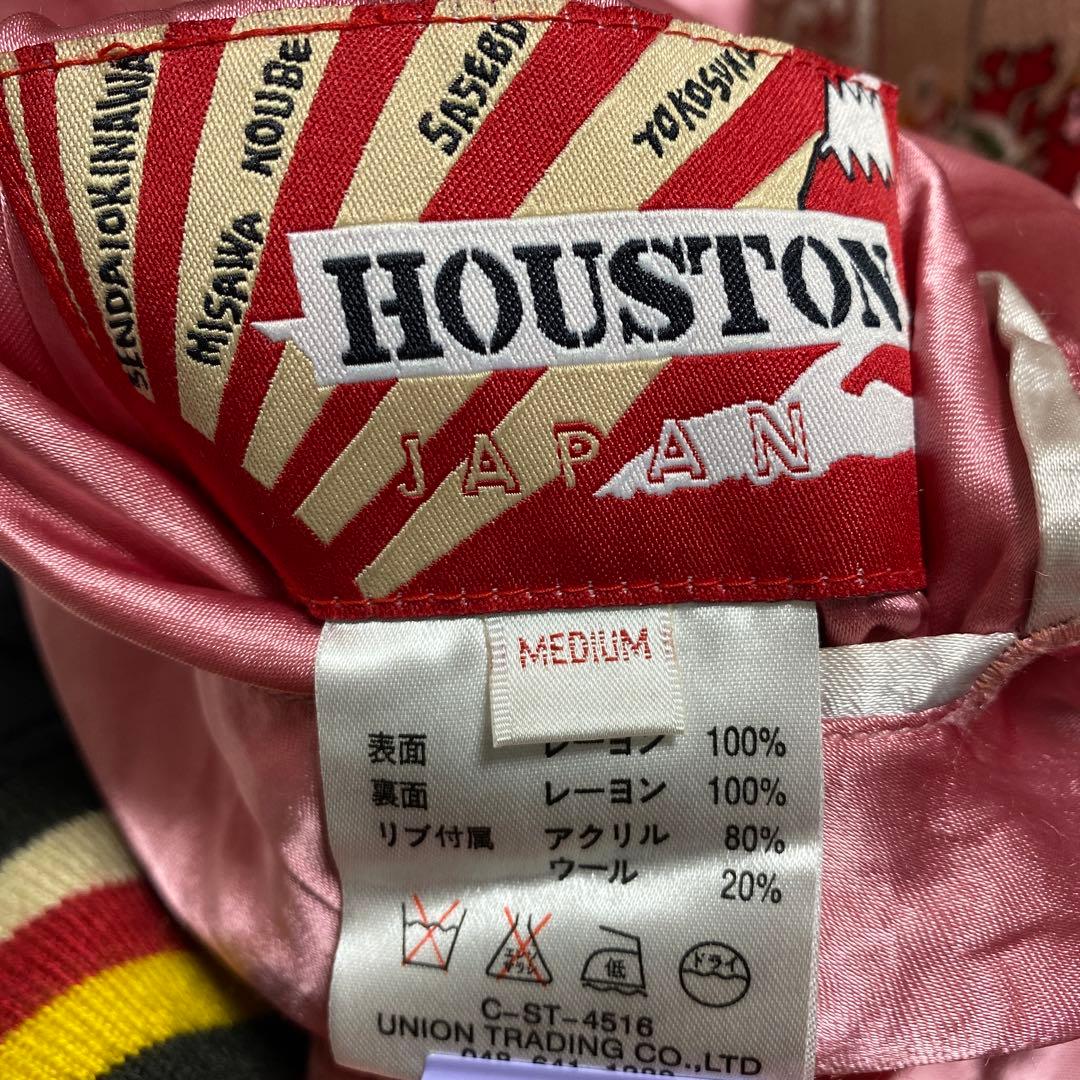 SENDAI OKINAWA
MISAWA KOUBE
SASEBO
YOKOSUKA
HOUSTON
JAPAN
MEDIUM
表面 レーヨン 100%
裏面 レーヨン 100%
リブ付属 アクリル 80%
ウール 20%
低
ドライ
C-ST-4516
UNION TRADING CO.,LTD